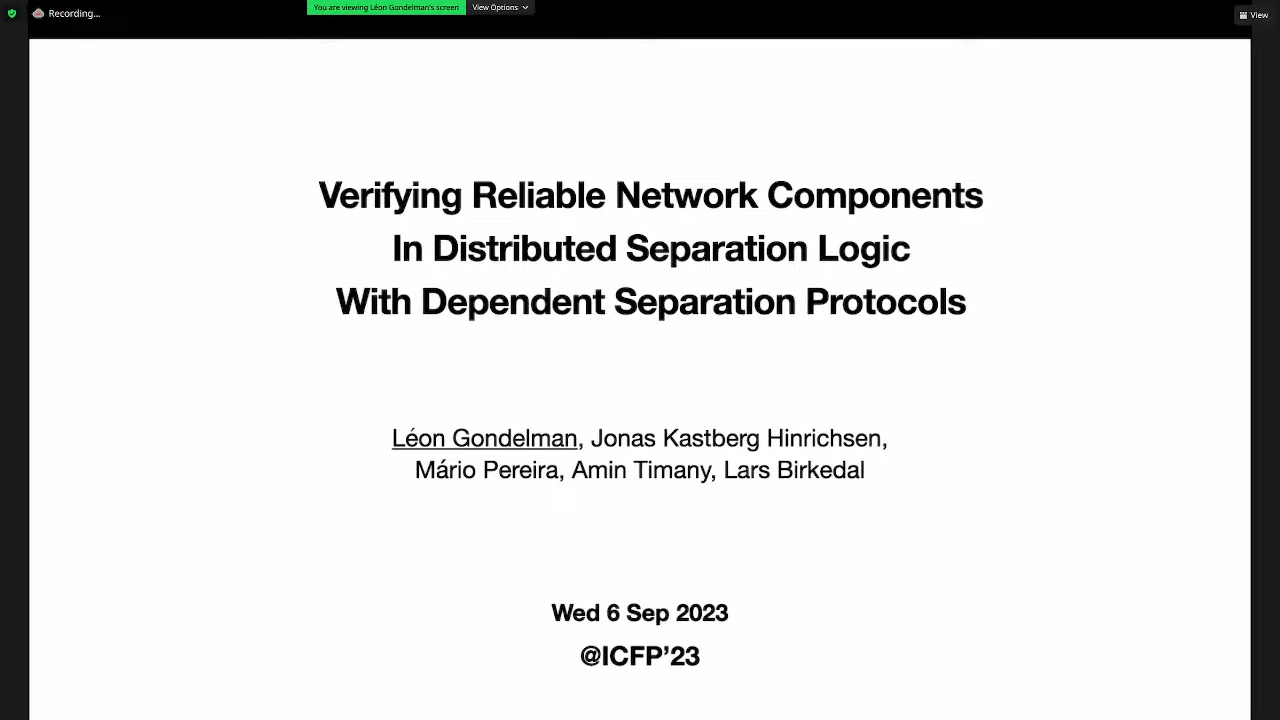 Recording...
You are viewing Léon Gondelman's screen
View Options
View
Verifying Reliable Network Components
In Distributed Separation Logic
With Dependent Separation Protocols
Léon Gondelman, Jonas Kastberg Hinrichsen,
Mário Pereira, Amin Timany, Lars Birkedal
Wed 6 Sep 2023
@ICFP’23